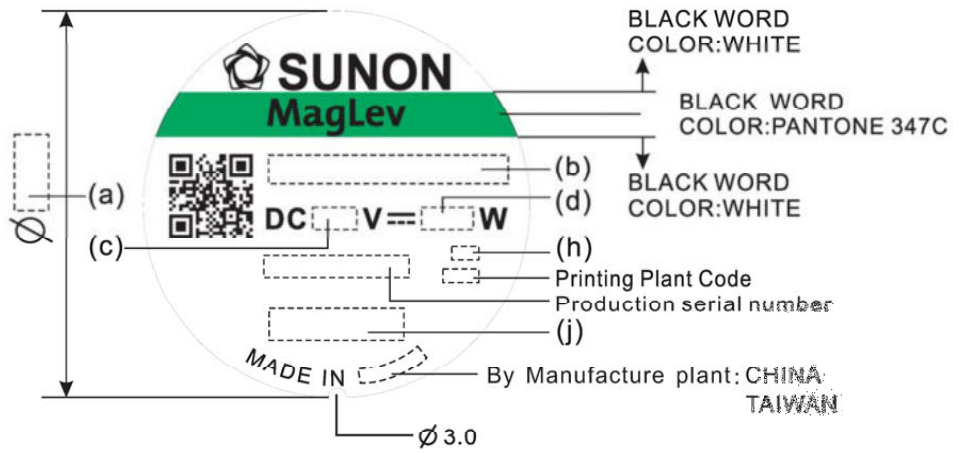 BLACK WORD
COLOR:WHITE
SUNON
MagLev
BLACK WORD
COLOR:PANTONE 347C
(a)
(b)
BLACK WORD
COLOR:WHITE
(d)
DC V W
(c)
(h)
Printing Plant Code
Production serial number
(j)
MADE IN
By Manufacture plant: CHINA
TAIWAN
Ø
Ø 3.0